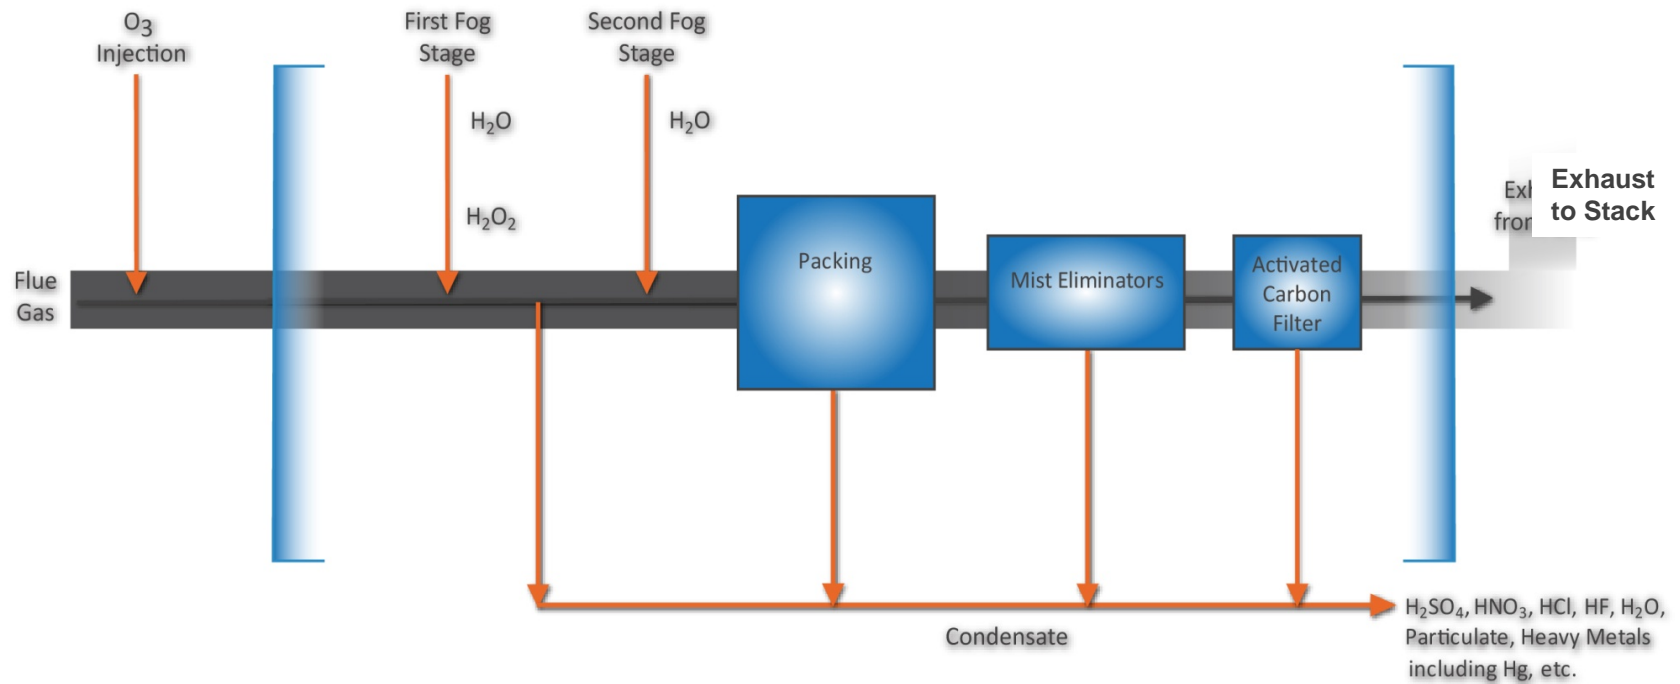 O₃
Injection
First Fog
Stage
Second Fog
Stage
H₂O
H₂O
H₂O₂
Flue
Gas
Packing
Mist Eliminators
Activated
Carbon
Filter
Exhaust
to Stack
Condensate
H₂SO₄, HNO₃, HCl, HF, H₂O,
Particulate, Heavy Metals
including Hg, etc.